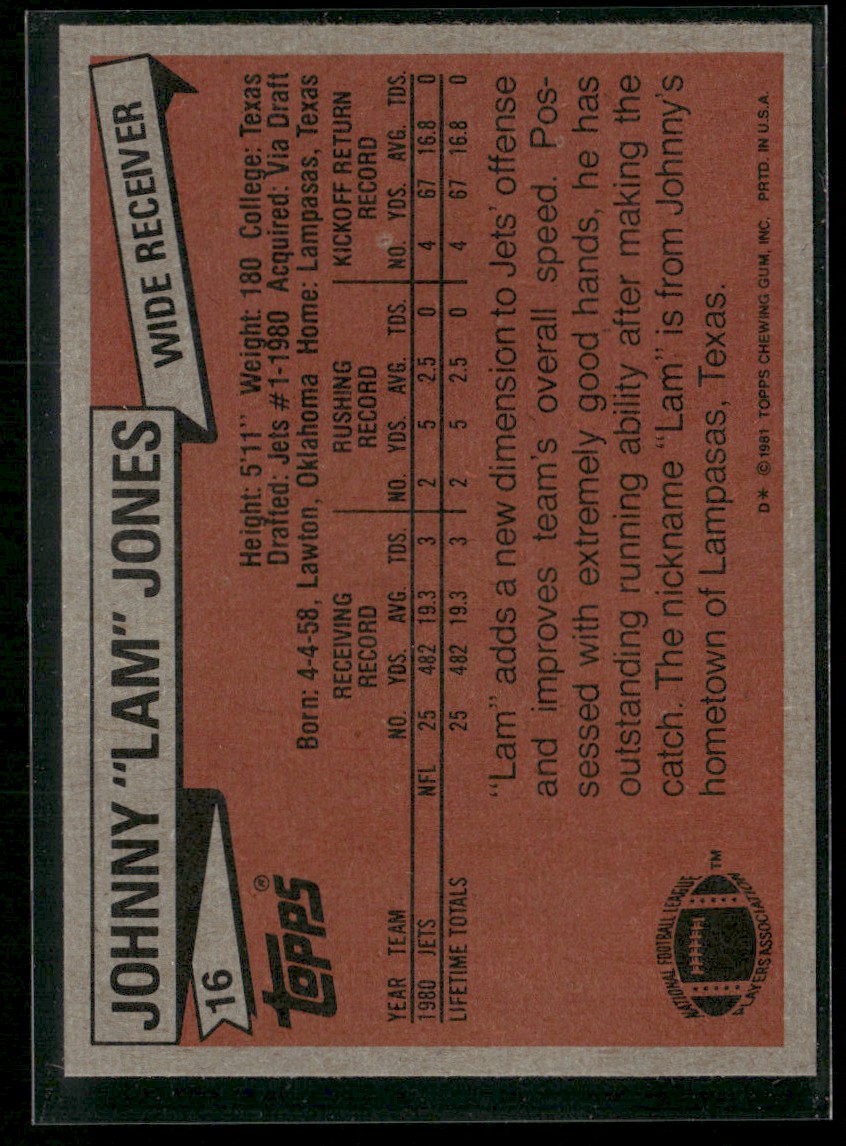 JOHNNY "LAM" JONES
WIDE RECEIVER
16
TOPPS®
Height: 5'11" Weight: 180 College: Texas
Drafted: Jets #1-1980 Acquired: Via Draft
Born: 4-4-58, Lawton, Oklahoma Home: Lampasas, Texas
RECEIVING RECORD RUSHING RECORD KICKOFF RETURN RECORD
YEAR TEAM NO. YDS. AVG. TDS. NO. YDS. AVG. TDS. NO. YDS. AVG. TDS.
1980 JETS NFL 25 482 19.3 3 2 5 2.5 0 4 67 16.8 0
LIFETIME TOTALS 25 482 19.3 3 2 5 2.5 0 4 67 16.8 0
"Lam" adds a new dimension to Jets' offense
and improves team's overall speed. Pos-
sessed with extremely good hands, he has
outstanding running ability after making the
catch. The nickname "Lam" is from Johnny's
hometown of Lampasas, Texas.
NATIONAL FOOTBALL LEAGUE
PLAYERS ASSOCIATION
TM
D* ©1981 TOPPS CHEWING GUM, INC. PRTD. IN U.S.A.